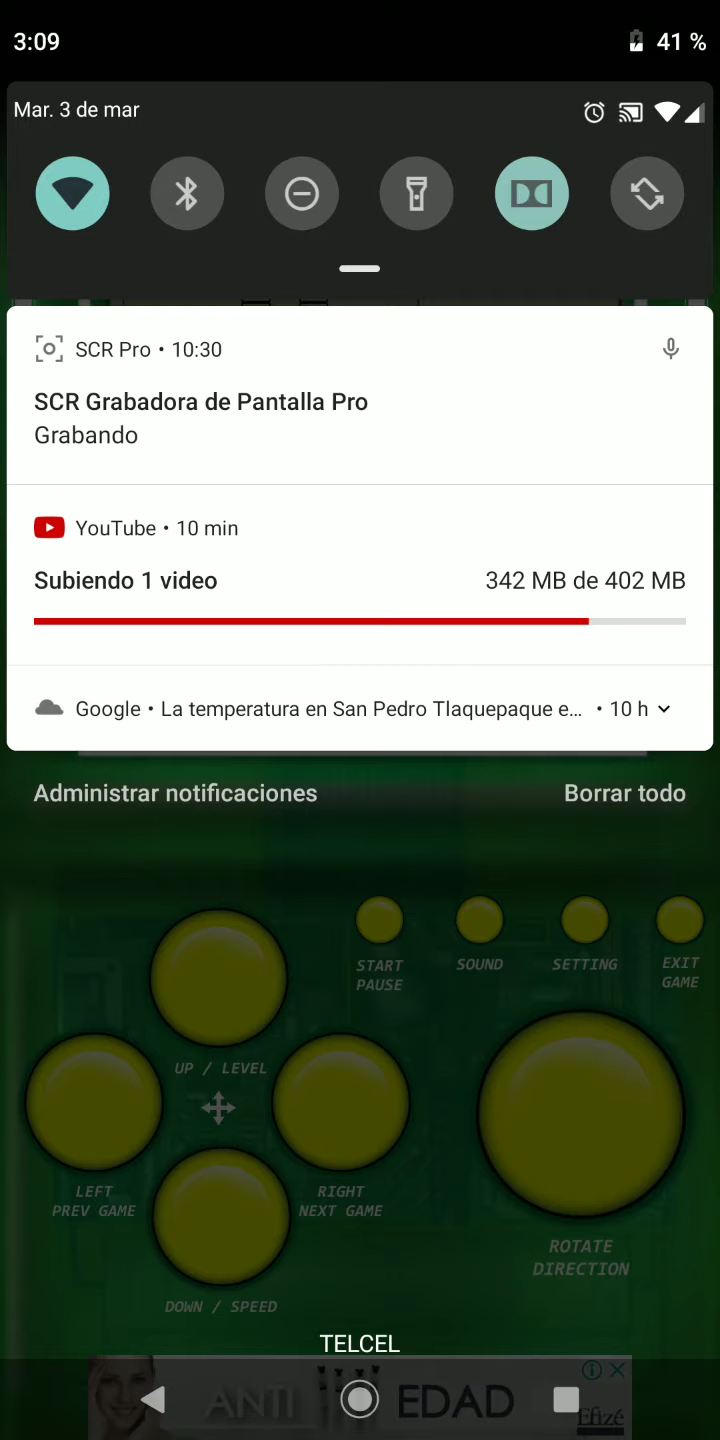 3:09
41 %
Mar. 3 de mar
SCR Pro • 10:30
SCR Grabadora de Pantalla Pro
Grabando
YouTube • 10 min
Subiendo 1 video
342 MB de 402 MB
Google • La temperatura en San Pedro Tlaquepaque e... • 10 h
Administrar notificaciones
Borrar todo
START
PAUSE
SOUND
SETTING
EXIT
GAME
UP / LEVEL
LEFT
PREV GAME
RIGHT
NEXT GAME
ROTATE
DIRECTION
DOWN / SPEED
TELCEL
ANTI EDAD
Efizé